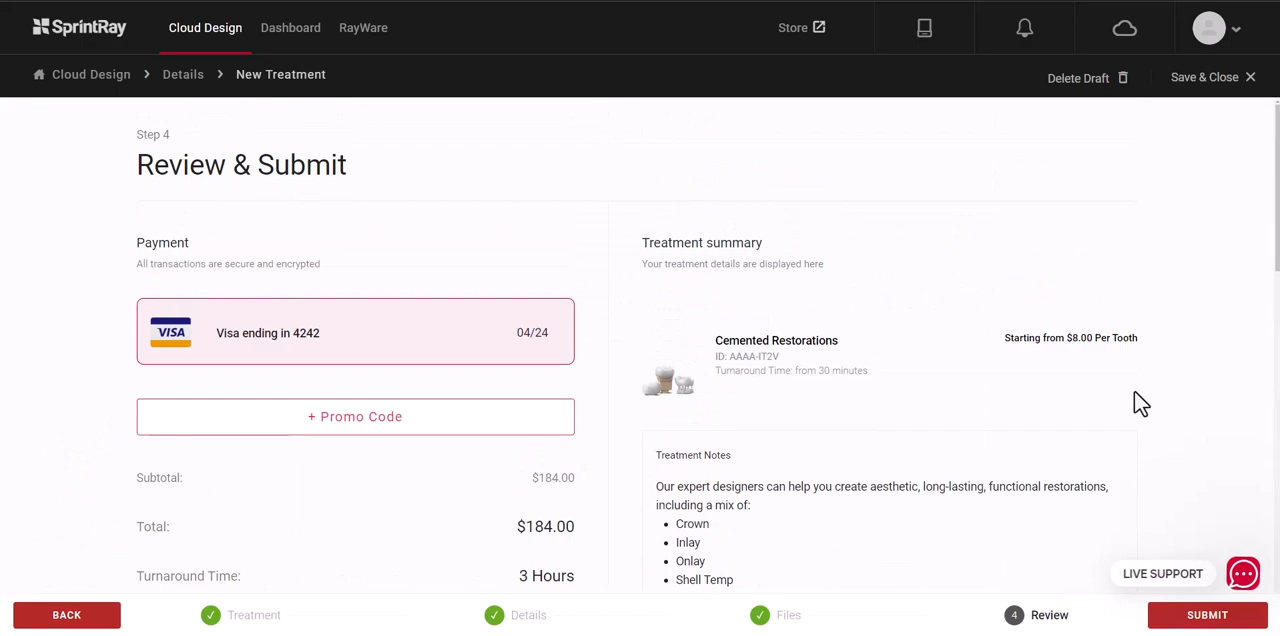 SprintRay
Cloud Design
Dashboard
RayWare
Store
Cloud Design > Details > New Treatment
Delete Draft
Save & Close
Step 4
Review & Submit
Payment
All transactions are secure and encrypted
VISA
Visa ending in 4242
04/24
+ Promo Code
Subtotal: $184.00
Total: $184.00
Turnaround Time: 3 Hours
Treatment summary
Your treatment details are displayed here
Cemented Restorations
Starting from $8.00 Per Tooth
ID: AAAA-IT2V
Turnaround Time: from 30 minutes
Treatment Notes
Our expert designers can help you create aesthetic, long-lasting, functional restorations,
including a mix of:
• Crown
• Inlay
• Onlay
• Shell Temp
LIVE SUPPORT
BACK
Treatment
Details
Files
4 Review
SUBMIT